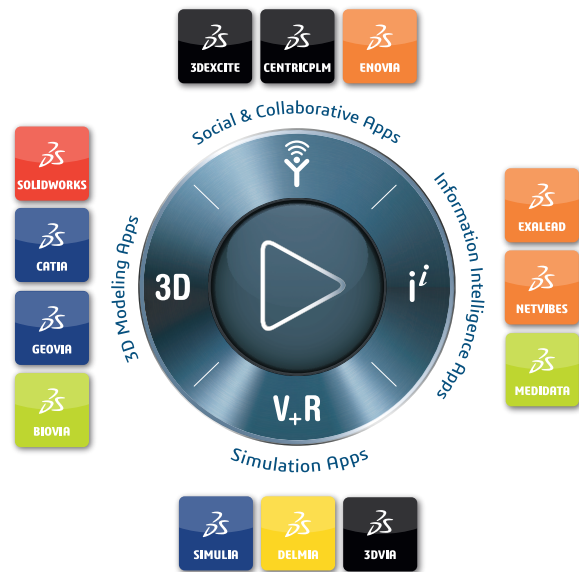 3DEXCITE
CENTRICPLM
ENOVIA
Social & Collaborative Apps
SOLIDWORKS
CATIA
GEOVIA
BIOVIA
3D Modeling Apps
3D
i i
Information Intelligence Apps
EXALEAD
NETVIBES
MEDIDATA
V+R
Simulation Apps
SIMULIA
DELMIA
3DVIA